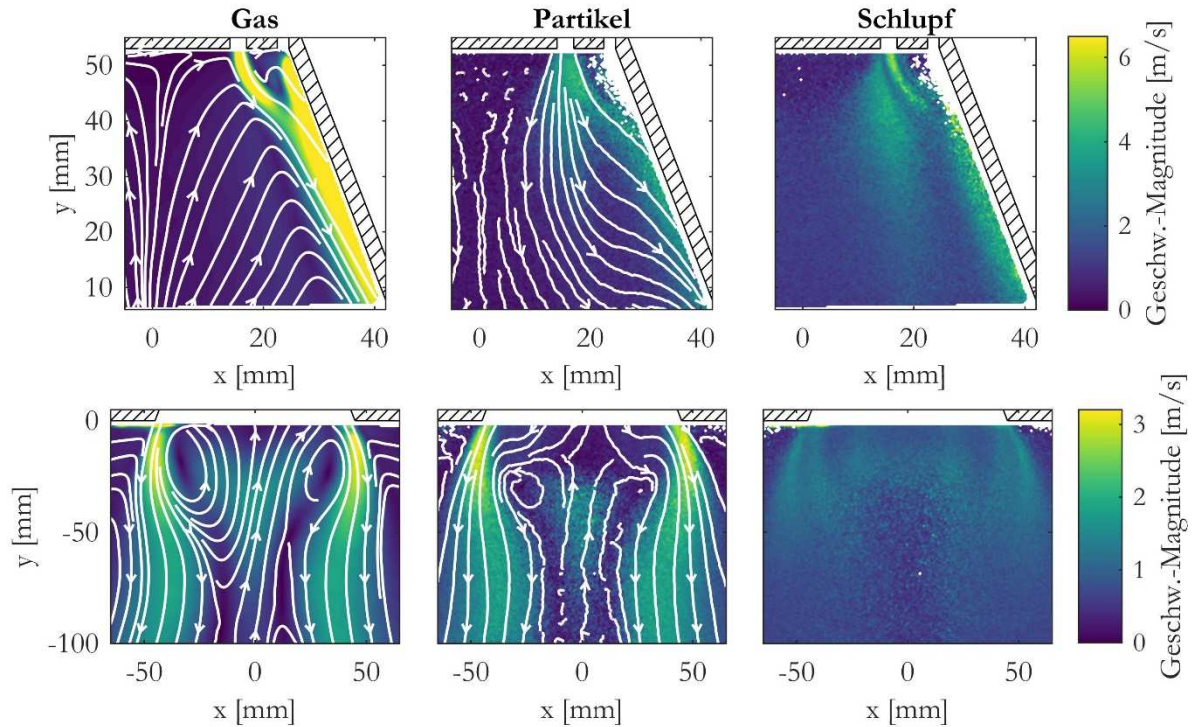 Gas Partikel Schlupf
50
40
30
20
10
y [mm]
0 20 40 0 20 40 0 20 40
x [mm] x [mm] x [mm]
6
4
2
0
Geschw.-Magnitude [m/s]
0
-50
-100
y [mm]
-50 0 50 -50 0 50 -50 0 50
x [mm] x [mm] x [mm]
3
2
1
0
Geschw.-Magnitude [m/s]